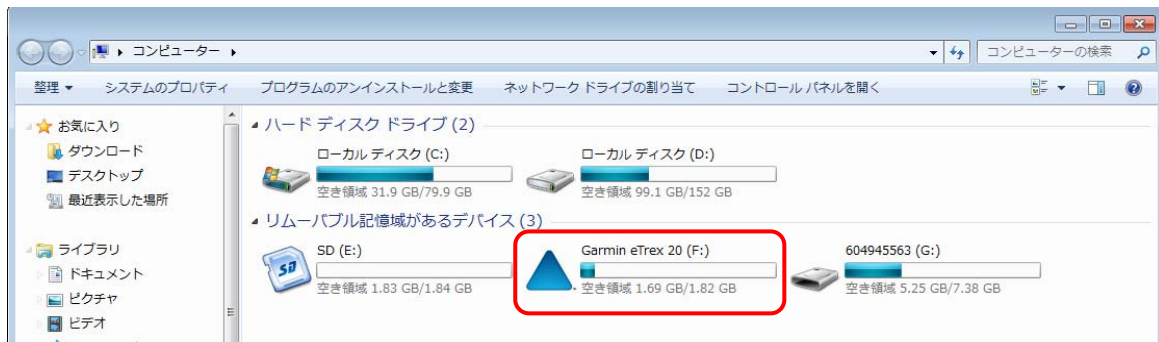 コンピューター
コンピューターの検索
整理 システムのプロパティ プログラムのアンインストールと変更 ネットワーク ドライブの割り当て コントロール パネルを開く
お気に入り
ダウンロード
デスクトップ
最近表示した場所
ライブラリ
ドキュメント
ピクチャ
ビデオ
ハード ディスク ドライブ (2)
ローカル ディスク (C:)
空き領域 31.9 GB/79.9 GB
ローカル ディスク (D:)
空き領域 99.1 GB/152 GB
リムーバブル記憶域があるデバイス (3)
SD (E:)
空き領域 1.83 GB/1.84 GB
Garmin eTrex 20 (F:)
空き領域 1.69 GB/1.82 GB
604945563 (G:)
空き領域 5.25 GB/7.38 GB